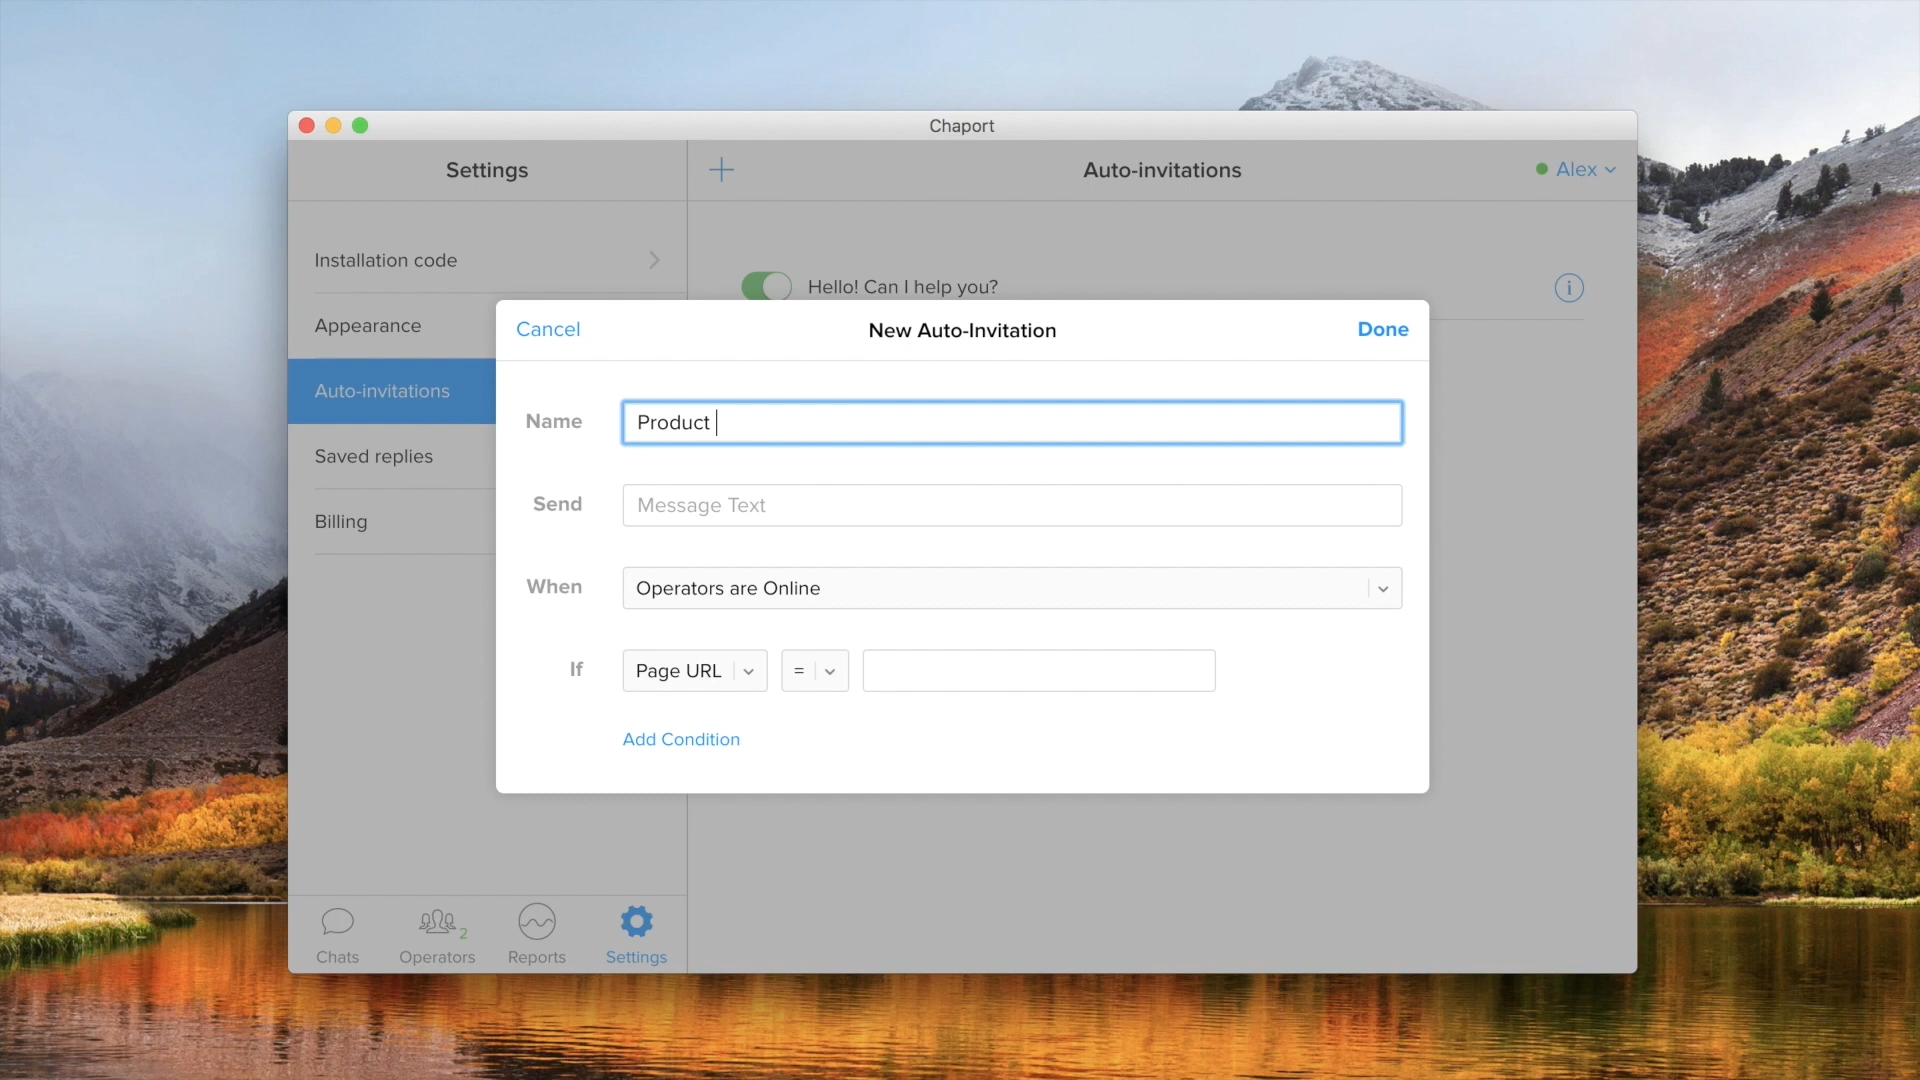 Chaport
Settings
Auto-invitations
Alex
Installation code
Hello! Can I help you?
Appearance
Auto-invitations
Saved replies
Billing
Cancel
New Auto-Invitation
Done
Name
Product
Send
Message Text
When
Operators are Online
If
Page URL
=
Add Condition
Chats
Operators
2
Reports
Settings